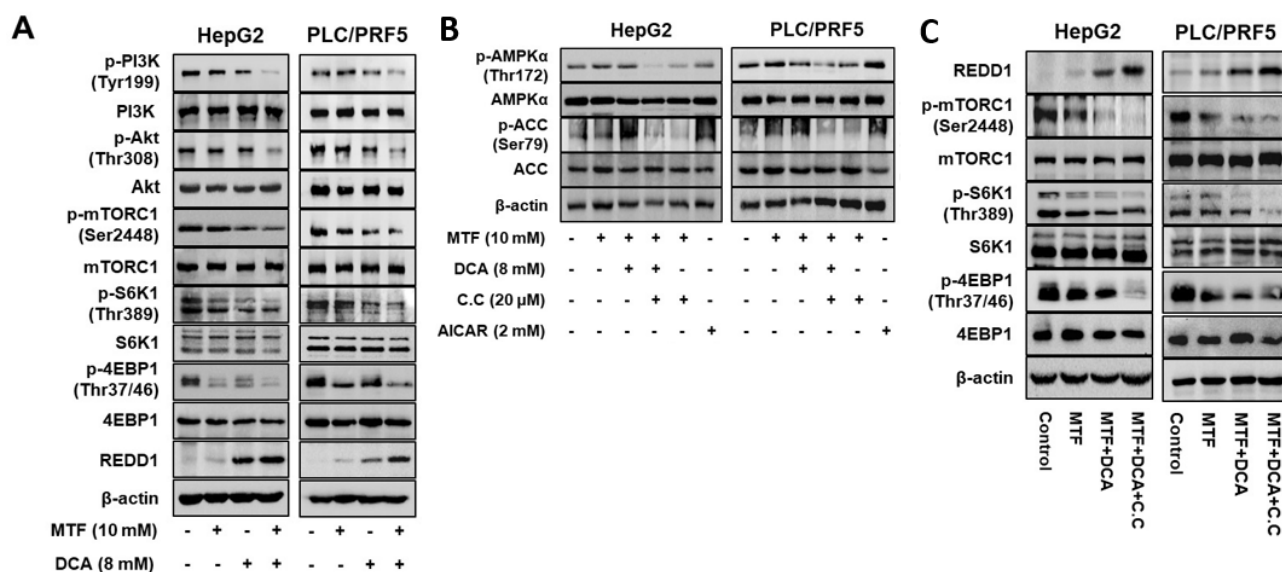 A
HepG2 PLC/PRF5
p-PI3K
(Tyr199)
PI3K
p-Akt
(Thr308)
Akt
p-mTORC1
(Ser2448)
mTORC1
p-S6K1
(Thr389)
S6K1
p-4EBP1
(Thr37/46)
4EBP1
REDD1
β-actin
MTF (10 mM) - + - + - + - +
DCA (8 mM) - - + + - - + +
B
HepG2 PLC/PRF5
p-AMPKα
(Thr172)
AMPKα
p-ACC
(Ser79)
ACC
β-actin
MTF (10 mM) - + + + + - - + + + + -
DCA (8 mM) - - + + - - - - + + - -
C.C (20 µM) - - - + + - - - - + + -
AICAR (2 mM) - - - - - + - - - - - +
C
HepG2 PLC/PRF5
REDD1
p-mTORC1
(Ser2448)
mTORC1
p-S6K1
(Thr389)
S6K1
p-4EBP1
(Thr37/46)
4EBP1
β-actin
Control
MTF
MTF+DCA
MTF+DCA+C.C
Control
MTF
MTF+DCA
MTF+DCA+C.C